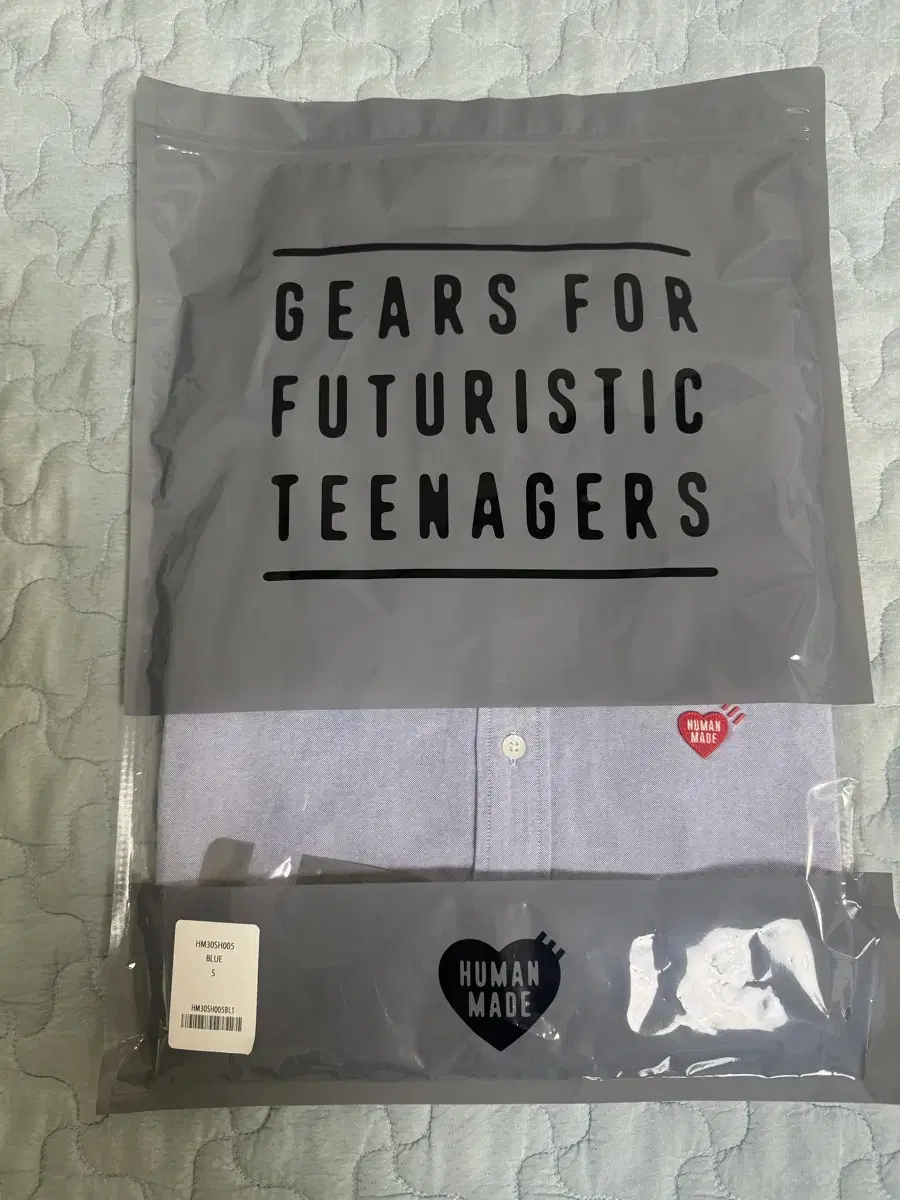 GEARS FOR
FUTURISTIC
TEENAGERS
HUMAN
MADE
HM30SH005
BLUE
S
HM30SH005BL1
HUMAN
MADE